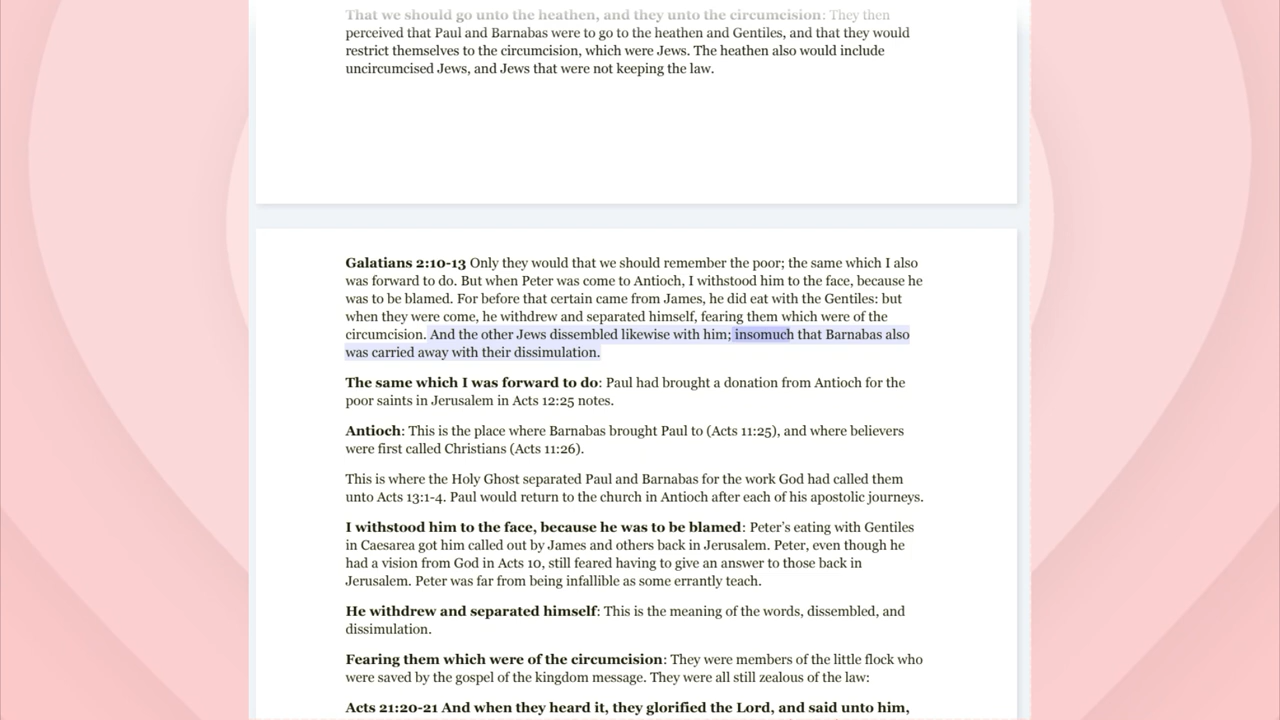 That we should go unto the heathen, and they unto the circumcision: They then
perceived that Paul and Barnabas were to go to the heathen and Gentiles, and that they would
restrict themselves to the circumcision, which were Jews. The heathen also would include
uncircumcised Jews, and Jews that were not keeping the law.
Galatians 2:10-13 Only they would that we should remember the poor; the same which I also
was forward to do. But when Peter was come to Antioch, I withstood him to the face, because he
was to be blamed. For before that certain came from James, he did eat with the Gentiles: but
when they were come, he withdrew and separated himself, fearing them which were of the
circumcision. And the other Jews dissembled likewise with him; insomuch that Barnabas also
was carried away with their dissimulation.
The same which I was forward to do: Paul had brought a donation from Antioch for the
poor saints in Jerusalem in Acts 12:25 notes.
Antioch: This is the place where Barnabas brought Paul to (Acts 11:25), and where believers
were first called Christians (Acts 11:26).
This is where the Holy Ghost separated Paul and Barnabas for the work God had called them
unto Acts 13:1-4. Paul would return to the church in Antioch after each of his apostolic journeys.
I withstood him to the face, because he was to be blamed: Peter’s eating with Gentiles
in Caesarea got him called out by James and others back in Jerusalem. Peter, even though he
had a vision from God in Acts 10, still feared having to give an answer to those back in
Jerusalem. Peter was far from being infallible as some errantly teach.
He withdrew and separated himself: This is the meaning of the words, dissembled, and
dissimulation.
Fearing them which were of the circumcision: They were members of the little flock who
were saved by the gospel of the kingdom message. They were all still zealous of the law:
Acts 21:20-21 And when they heard it, they glorified the Lord, and said unto him,